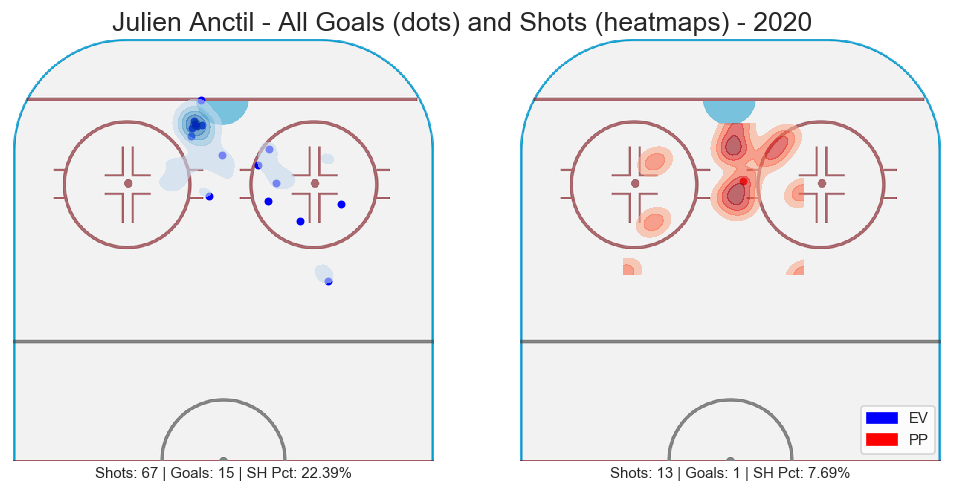 Julien Anctil - All Goals (dots) and Shots (heatmaps) - 2020
EV
PP
Shots: 67 | Goals: 15 | SH Pct: 22.39%
Shots: 13 | Goals: 1 | SH Pct: 7.69%